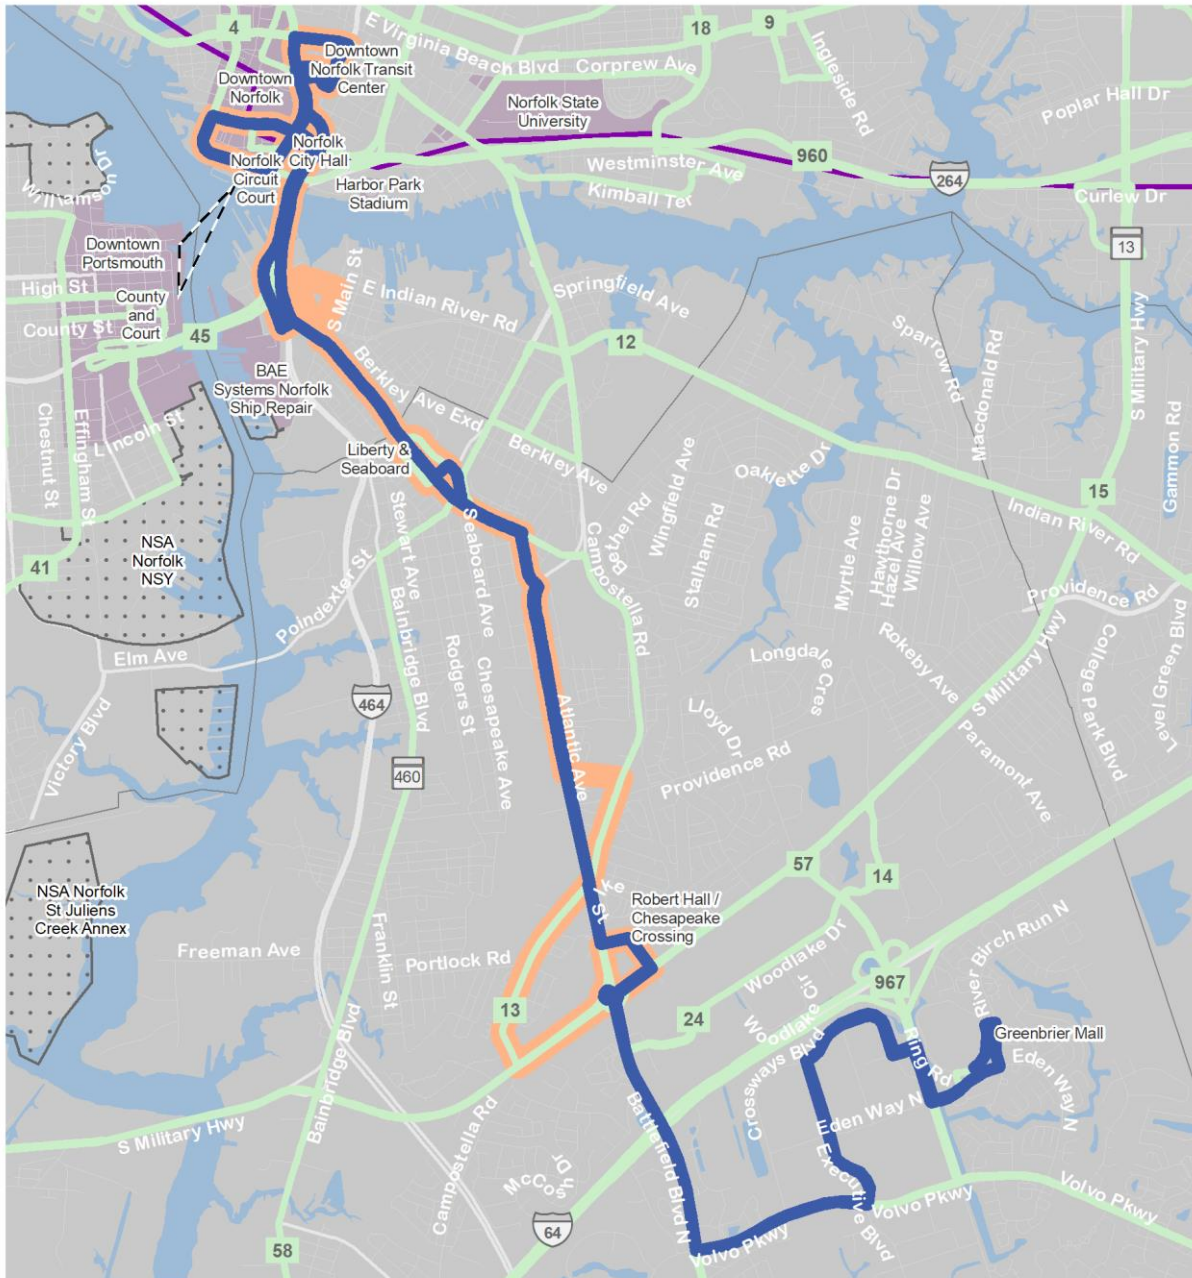 4
E Virginia Beach Blvd
18
9
Ingleside Rd
Downtown
Norfolk Transit
Center
Corprew Ave
Downtown
Norfolk
Norfolk State
University
Poplar Hall Dr
Norfolk
City Hall
Norfolk
Circuit
Court
Harbor Park
Stadium
Westminster Ave
960
264
Kimball Ter
Curlew Dr
Williamson Dr
13
Downtown
Portsmouth
High St
County
and
Court
County St
45
S Main St
E Indian River Rd
Springfield Ave
12
Sparrow Rd
Macdonald Rd
S Military Hwy
BAE
Systems Norfolk
Ship Repair
Berkley Ave Exd
Berkley Ave
Chestnut St
Effingham St
Lincoln St
Liberty &
Seaboard
Oaklette Dr
Gammon Rd
15
Indian River Rd
Stewart Ave
Seaboard Ave
S
Campostella Rd
Bethel Rd
Wingfield Ave
Stalham Rd
Myrtle Ave
Hawthorne Dr
Hazel Ave
Willow Ave
NSA
Norfolk
NSY
41
Poindexter St
Providence Rd
Elm Ave
Bainbridge Blvd
Rodgers St
Chesapeake Ave
Longdale Cres
Rokeby Ave
S Military Hwy
College Park Blvd
Level Green Blvd
464
Victory Blvd
Atlantic Ave
Lloyd Dr
Providence Rd
Paramont Ave
460
57
14
NSA Norfolk
St Juliens
Creek Annex
Robert Hall /
Chesapeake
Crossing
yke
y St
Freeman Ave
Franklin St
Portlock Rd
Woodlake Dr
River Birch Run N
13
24
Woodlake Cir
967
Crossways Blvd
Ring Rd
Greenbrier Mall
Eden Way N
Eden Way N
Bainbridge Blvd
S Military Hwy
Campostella Rd
Battlefield Blvd N
McCosh Dr
Executive Blvd
Volvo Pkwy
Volvo Pkwy
Volvo Pkwy
64
58